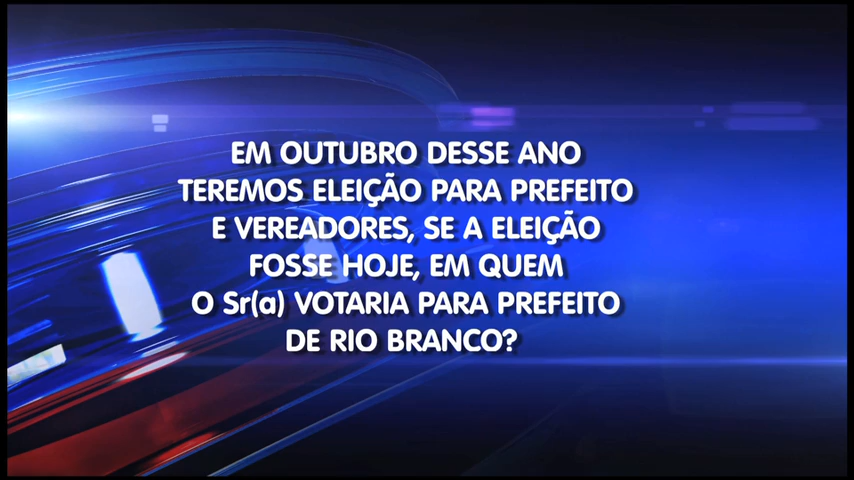 EM OUTUBRO DESSE ANO
TEREMOS ELEIÇÃO PARA PREFEITO
E VEREADORES, SE A ELEIÇÃO
FOSSE HOJE, EM QUEM
O Sr(a) VOTARIA PARA PREFEITO
DE RIO BRANCO?